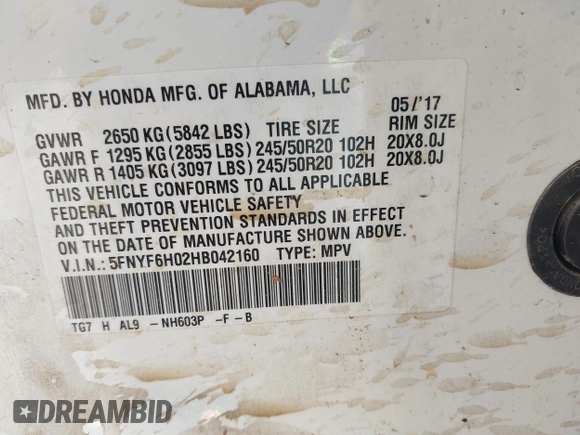 MFD. BY HONDA MFG. OF ALABAMA, LLC 05/'17
GVWR 2650 KG(5842 LBS) TIRE SIZE RIM SIZE
GAWR F 1295 KG(2855 LBS) 245/50R20 102H 20X8.0J
GAWR R 1405 KG(3097 LBS) 245/50R20 102H 20X8.0J
THIS VEHICLE CONFORMS TO ALL APPLICABLE
FEDERAL MOTOR VEHICLE SAFETY
AND THEFT PREVENTION STANDARDS IN EFFECT
ON THE DATE OF MANUFACTURE SHOWN ABOVE.
V.I.N.: 5FNYF6H02HB042160 TYPE: MPV
TG7 H AL9 - NH603P -F-B
DREAMBID